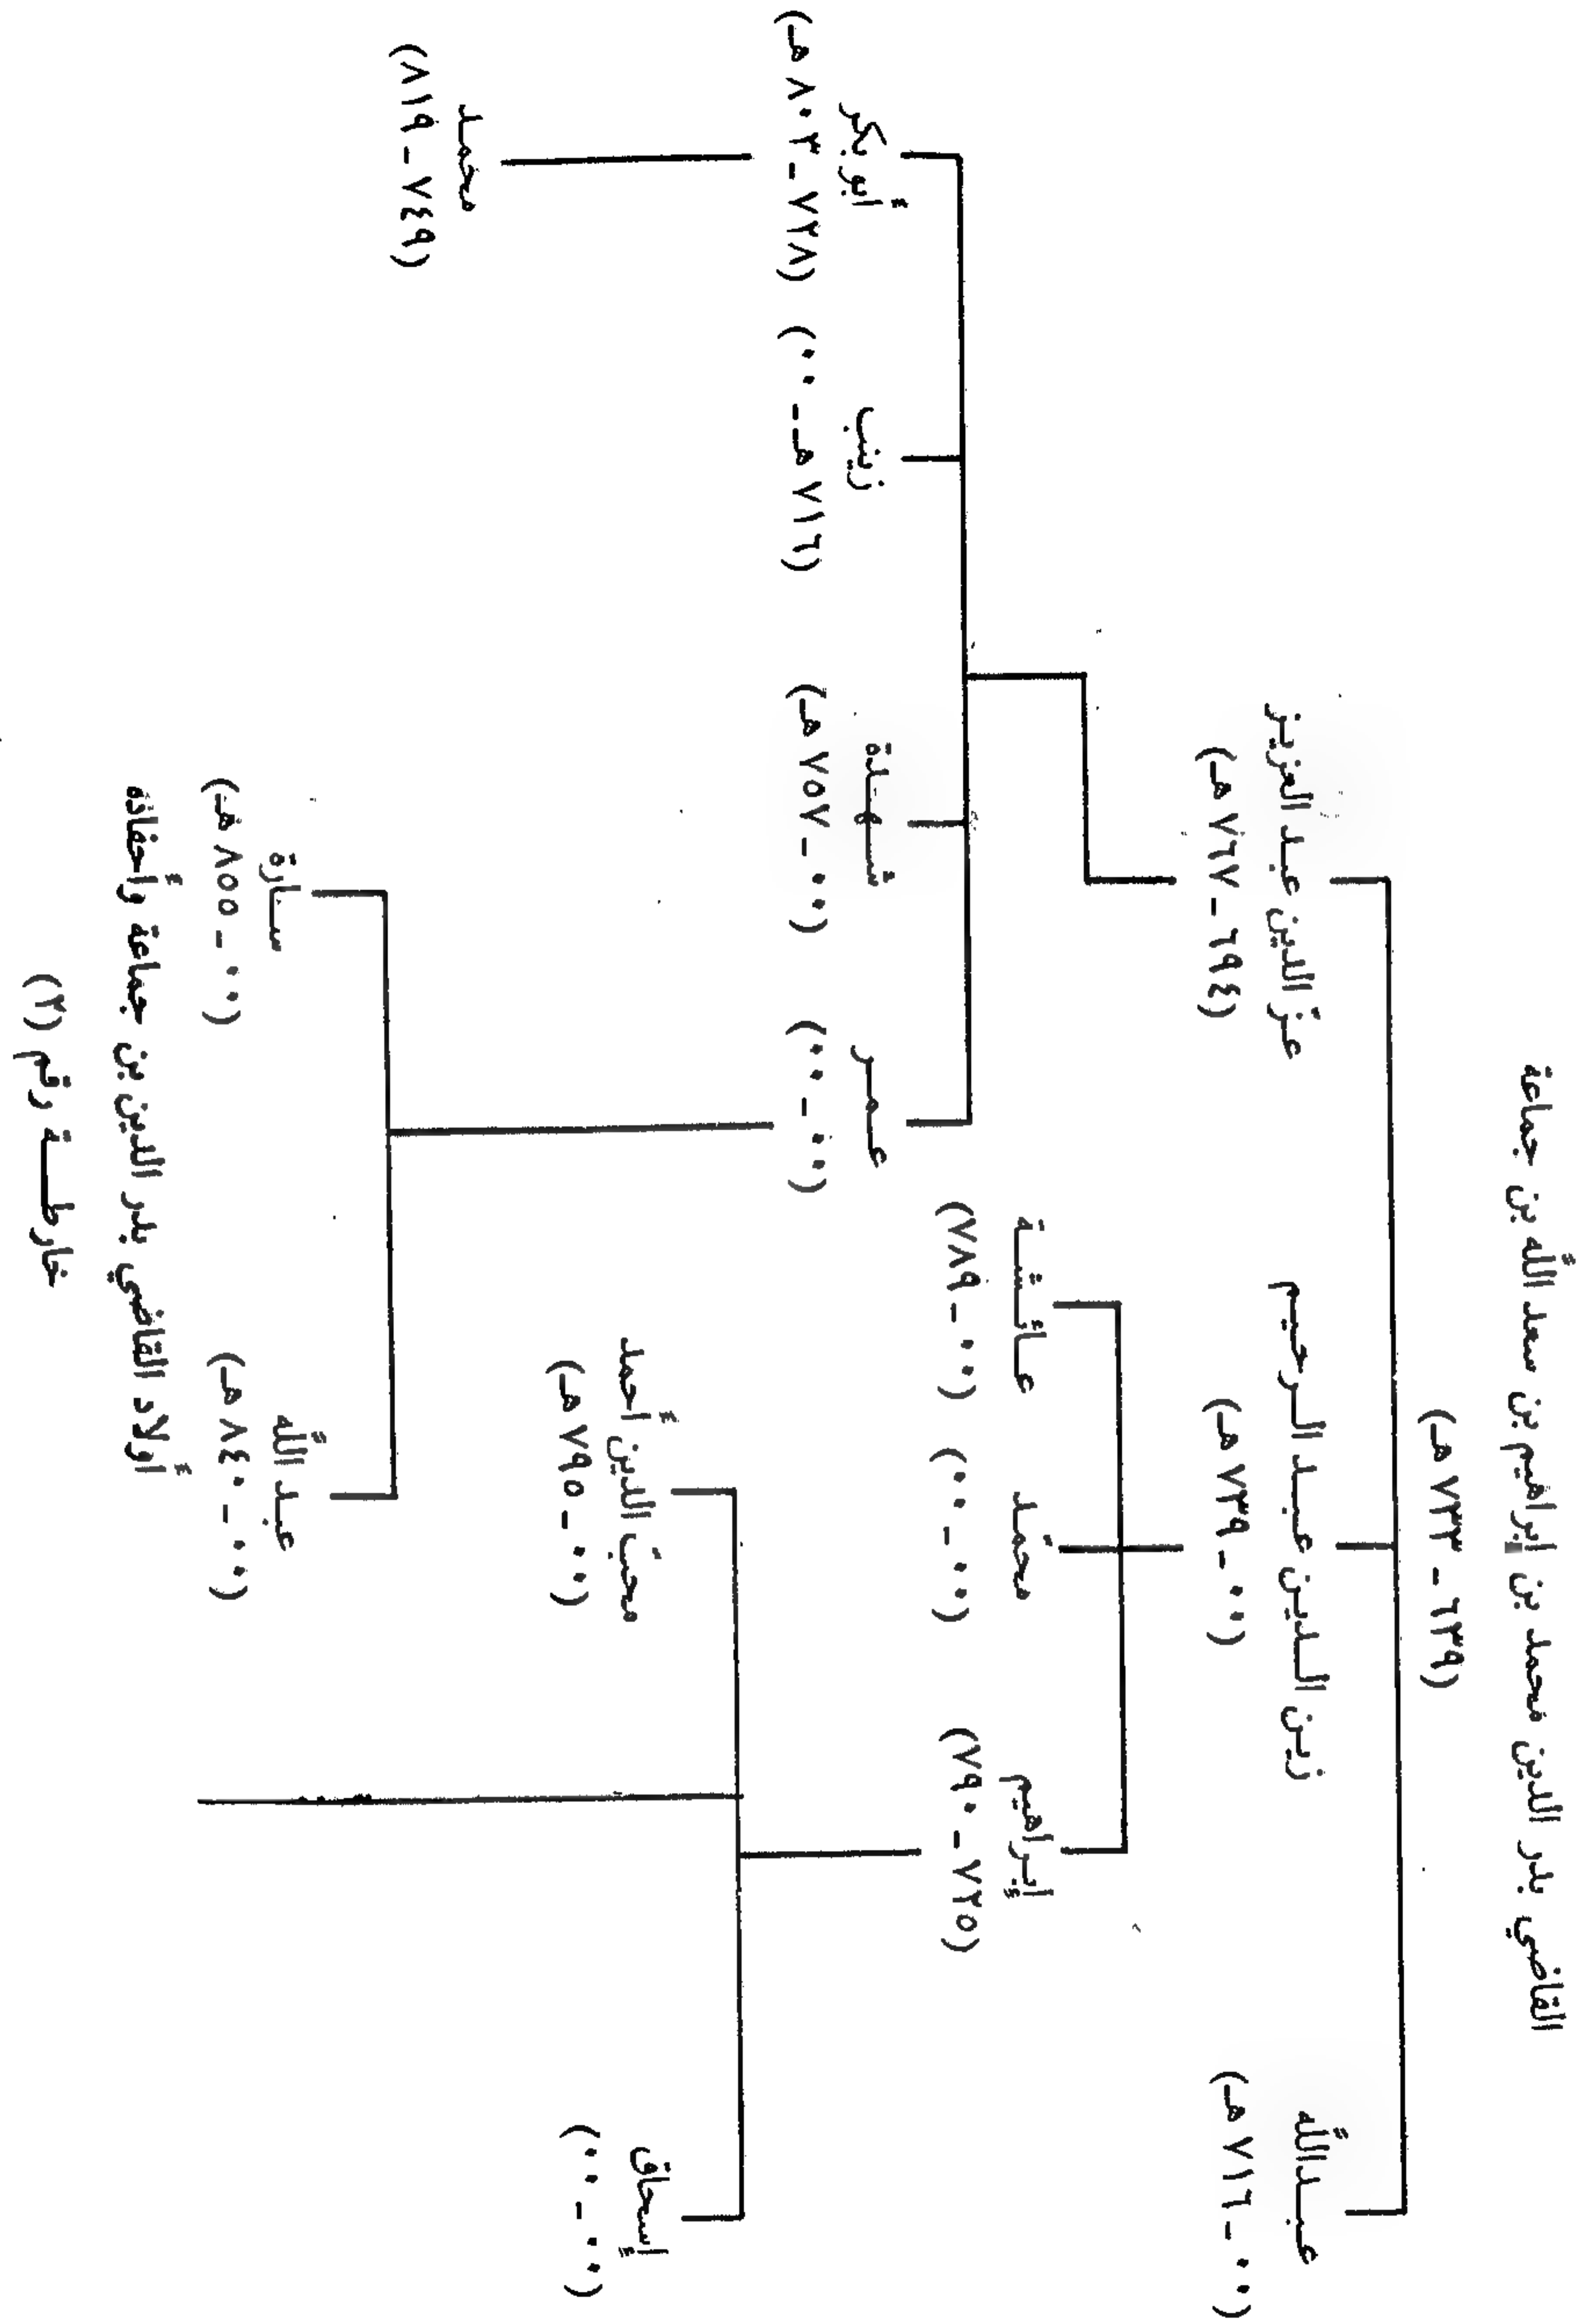 القاضي بدر الدين محمد بن إبراهيم بن سعد الله بن جماعة
(٦٣٩ - ٧٣٣ هـ)
عبدالله
(٠٠ - ٧١٦ هـ)
زين الدين عبد الرحيم
(٠٠ - ٧٣٩ هـ)
عزّ الدين عبد العزيز
(٦٩٤ - ٧٦٧ هـ)
إبراهيم
(٧٢٥ - ٧٩٠)
محمّد
(٠٠ - ٠٠)
عائشة
(٠٠ - ٧٨٩)
عمر
(٠٠ - ٠٠)
شهدة
(٠٠ - ٧٥٧ هـ)
زينب
(٧١٦ هـ - ٠٠)
أبو بكر
(٧٢٨ - ٨٠٣ هـ)
إسحاق
(٠٠ - ٠٠)
محبّ الدين أحمد
(٠٠ - ٧٩٥ هـ)
محمد
(٧٤٩ - ٨١٩)
عبد الله
(٠٠ - ٨٤٠ هـ)
سارة
(٠٠ - ٨٥٥ هـ)
أولاد القاضي بدر الدين بن جماعة وأحفاده
خارطة رقم (٢)